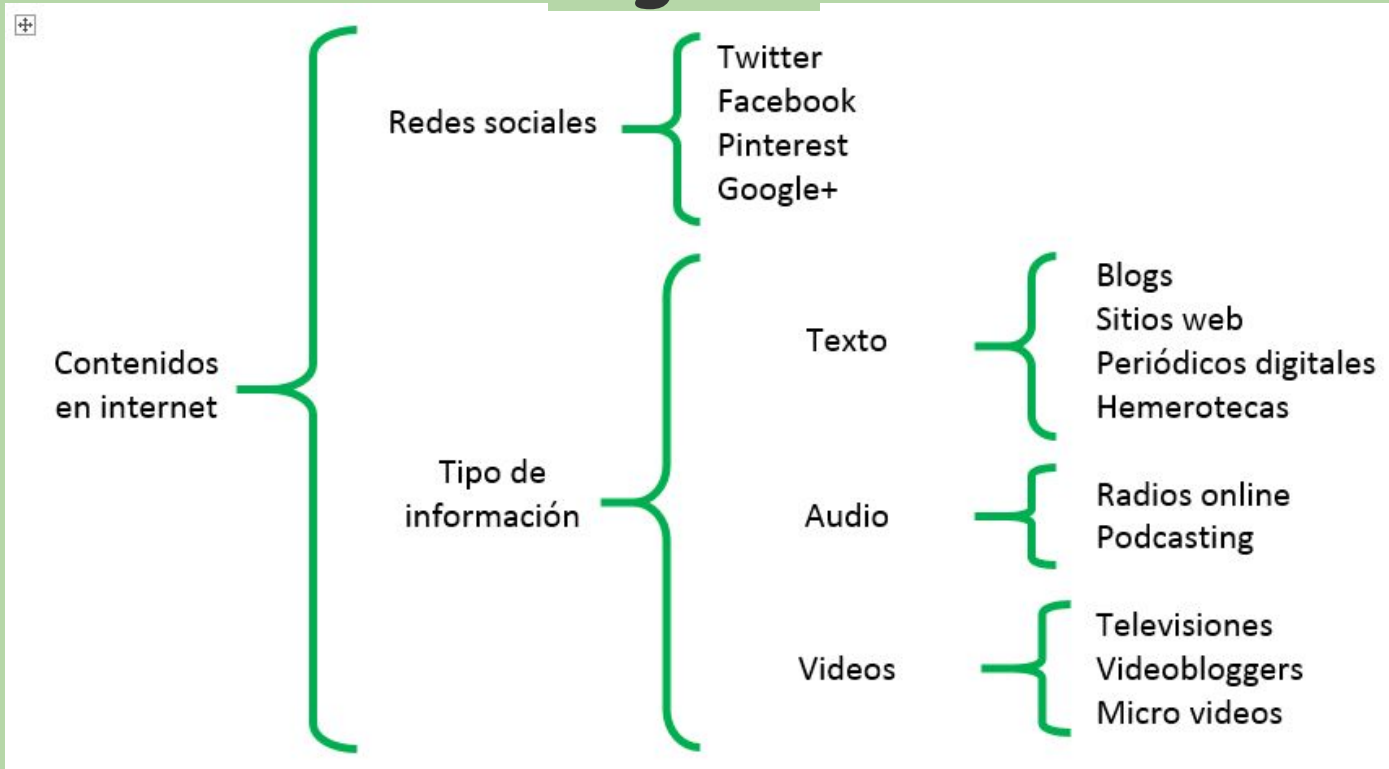 Contenidos
en internet
Redes sociales
Twitter
Facebook
Pinterest
Google+
Tipo de
información
Texto
Blogs
Sitios web
Periódicos digitales
Hemerotecas
Audio
Radios online
Podcasting
Videos
Televisiones
Videobloggers
Micro videos